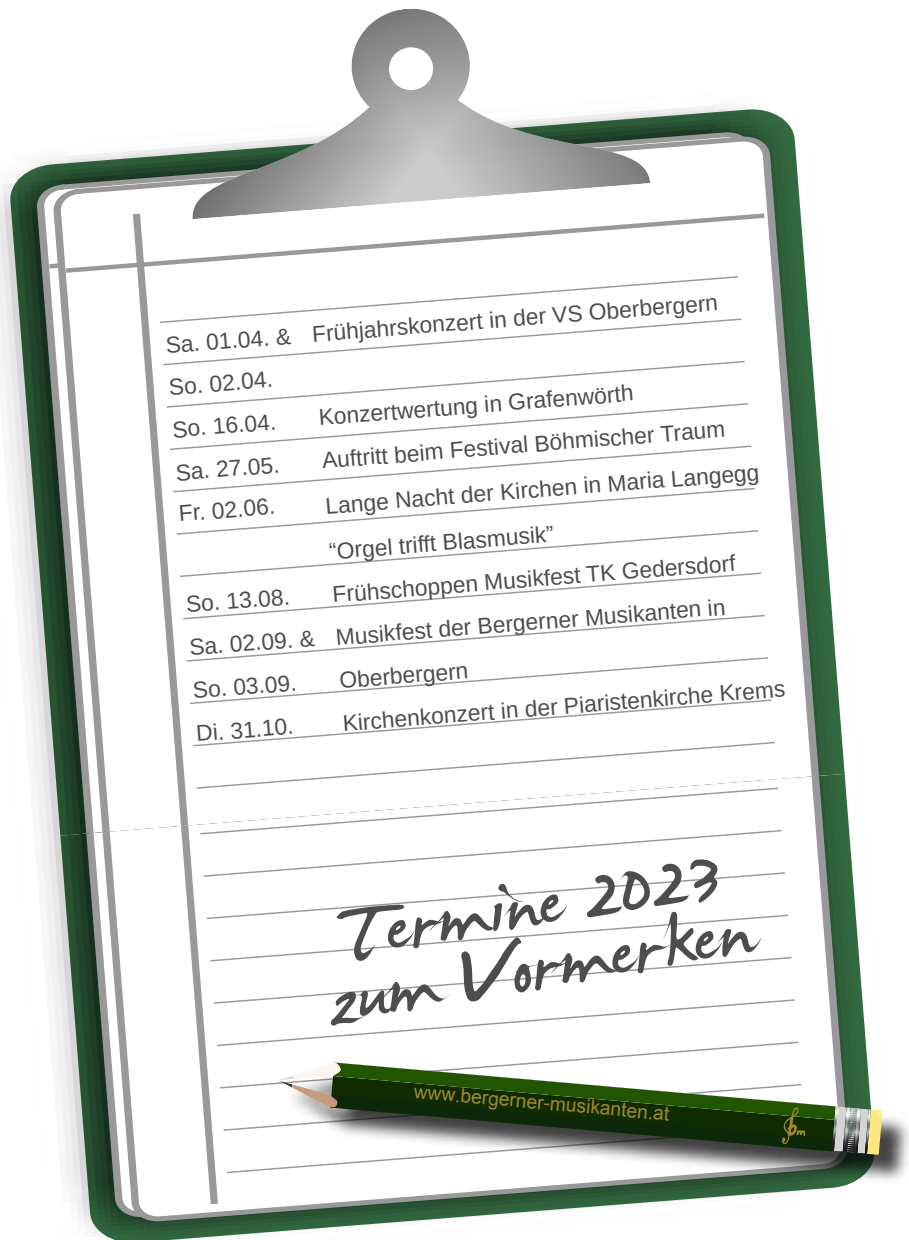 Sa. 01.04. & Frühjahrskonzert in der VS Oberbergern
So. 02.04.
So. 16.04. Konzertwertung in Grafenwörth
Sa. 27.05. Auftritt beim Festival Böhmischer Traum
Fr. 02.06. Lange Nacht der Kirchen in Maria Langegg
“Orgel trifft Blasmusik”
So. 13.08. Frühschoppen Musikfest TK Gedersdorf
Sa. 02.09. & Musikfest der Bergerner Musikanten in
So. 03.09. Oberbergern
Di. 31.10. Kirchenkonzert in der Piaristenkirche Krems
Termine 2023
zum Vormerken
www.bergerner-musikanten.at